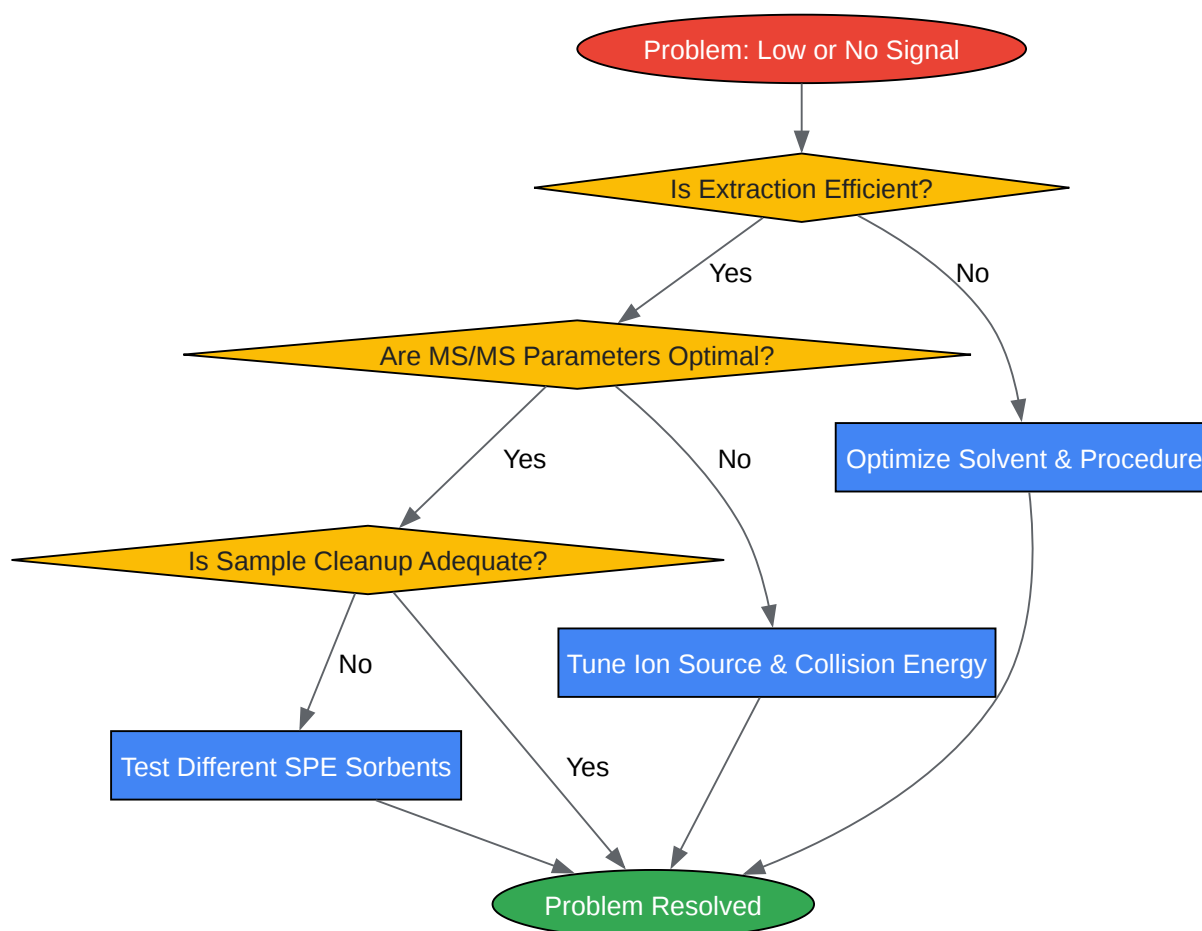 Problem: Low or No Signal
Is Extraction Efficient?
Yes
No
Are MS/MS Parameters Optimal?
Yes
No
Optimize Solvent & Procedure
Is Sample Cleanup Adequate?
No
Yes
Tune Ion Source & Collision Energy
Test Different SPE Sorbents
Problem Resolved